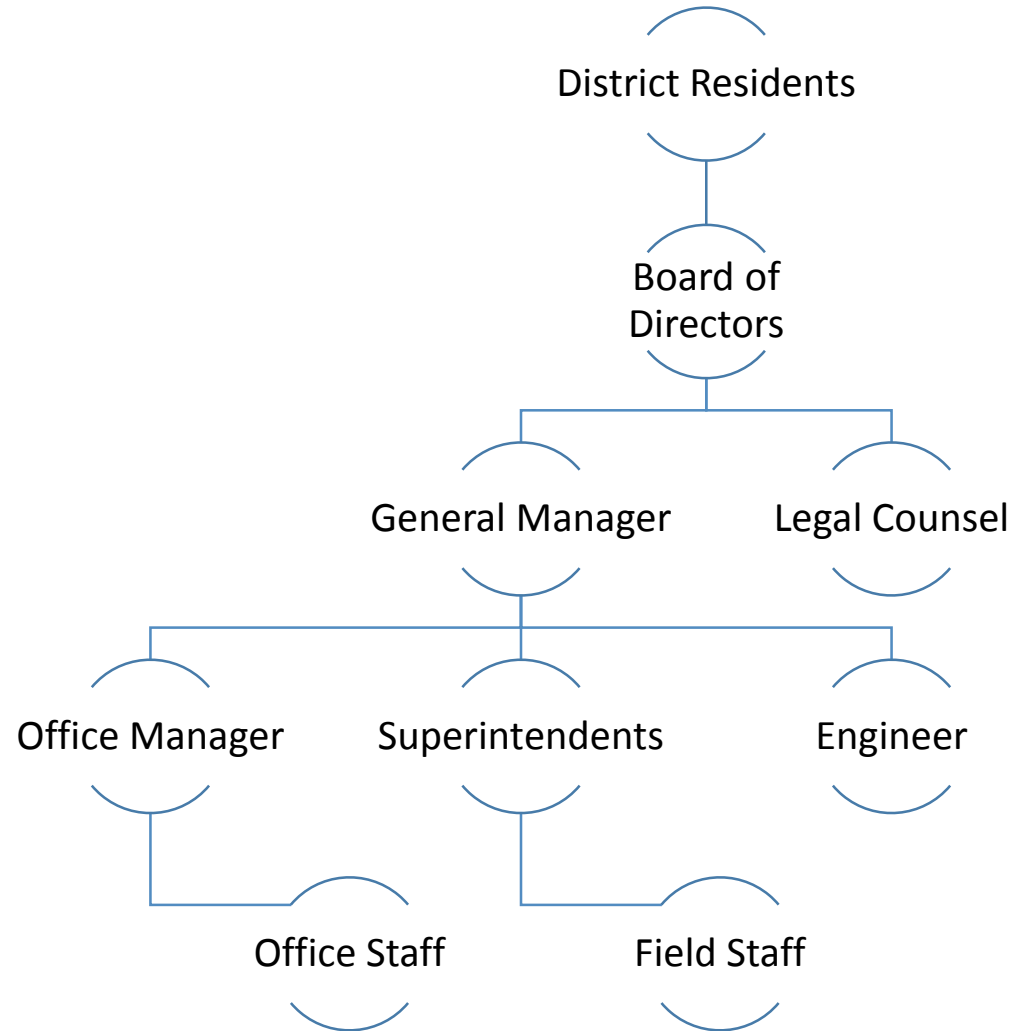 District Residents
Board of
Directors
General Manager
Legal Counsel
Office Manager
Superintendents
Engineer
Office Staff
Field Staff